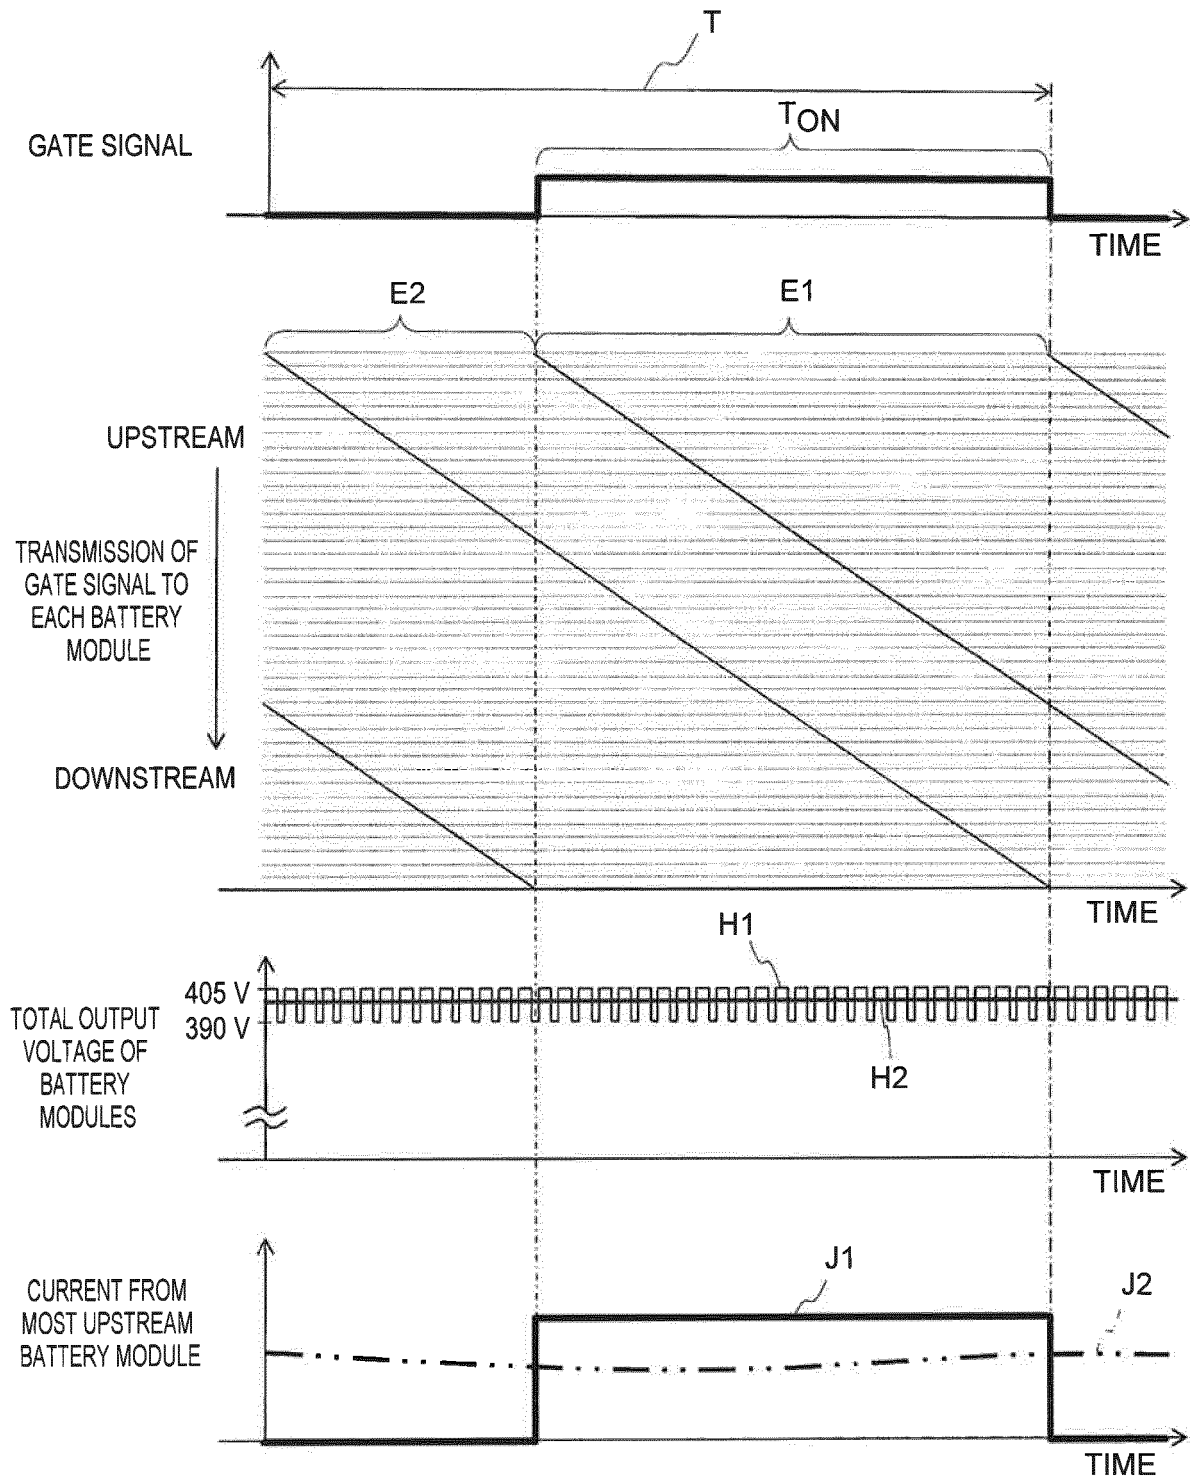 T
TON
GATE SIGNAL
TIME
E2
E1
UPSTREAM
TRANSMISSION OF
GATE SIGNAL TO
EACH BATTERY
MODULE
DOWNSTREAM
TIME
H1
405 V
390 V
TOTAL OUTPUT
VOLTAGE OF
BATTERY
MODULES
H2
TIME
J1
J2
CURRENT FROM
MOST UPSTREAM
BATTERY MODULE
TIME